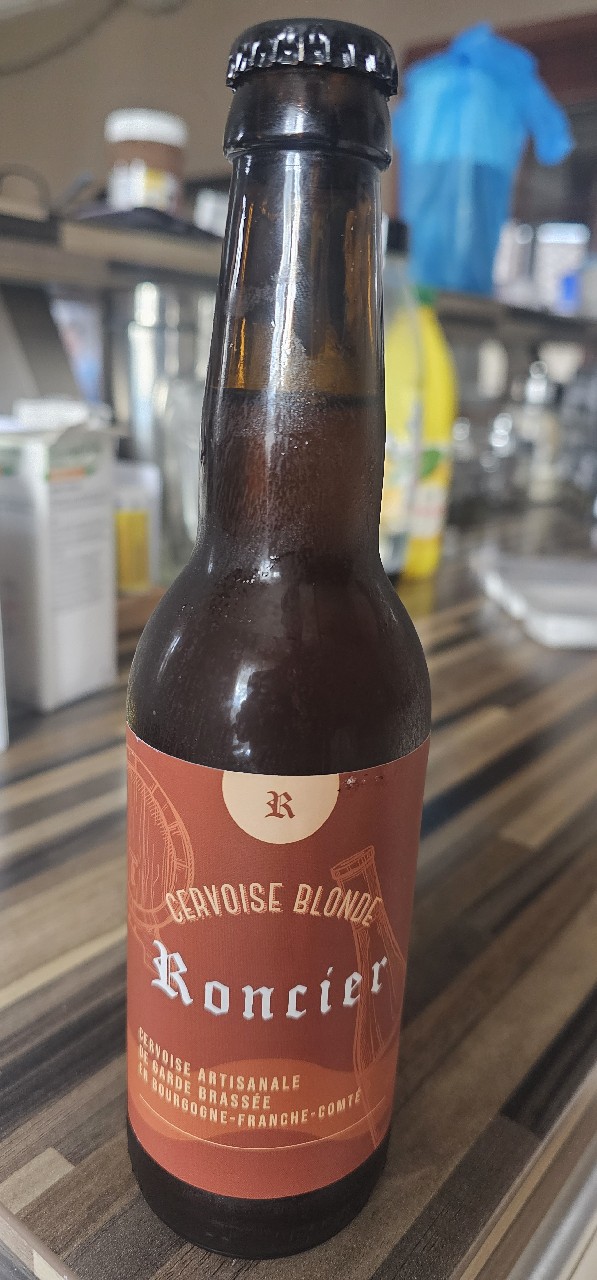 R
CERVOISE BLONDE
Roncier
CERVOISE ARTISANALE
DE GARDE BRASSÉE
EN BOURGOGNE-FRANCHE-COMTÉ